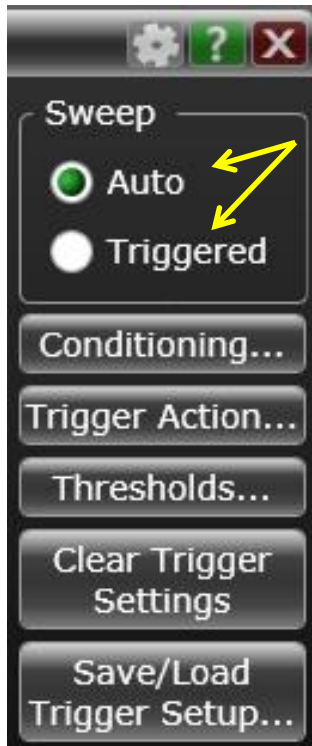 ?
X
Sweep
Auto
Triggered
Conditioning...
Trigger Action...
Thresholds...
Clear Trigger
Settings
Save/Load
Trigger Setup...